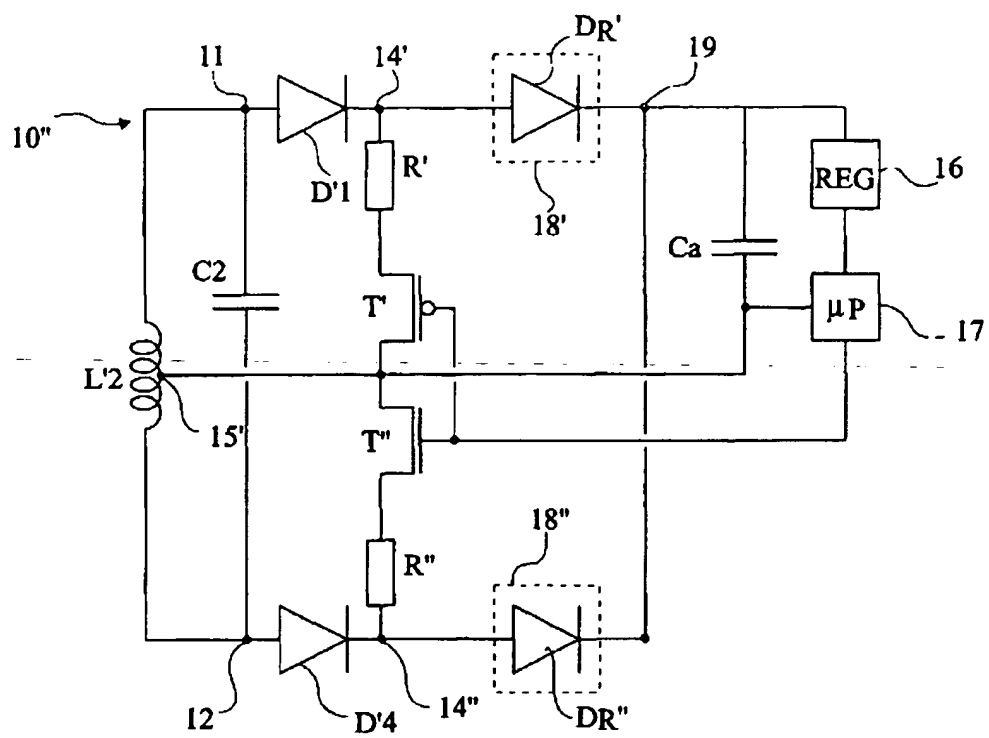 DR'
11
14'
19
10"
D'1
R'
18'
REG
16
C2
Ca
T'
µP
17
L'2
15'
T"
18"
R"
12
D'4
14"
DR"